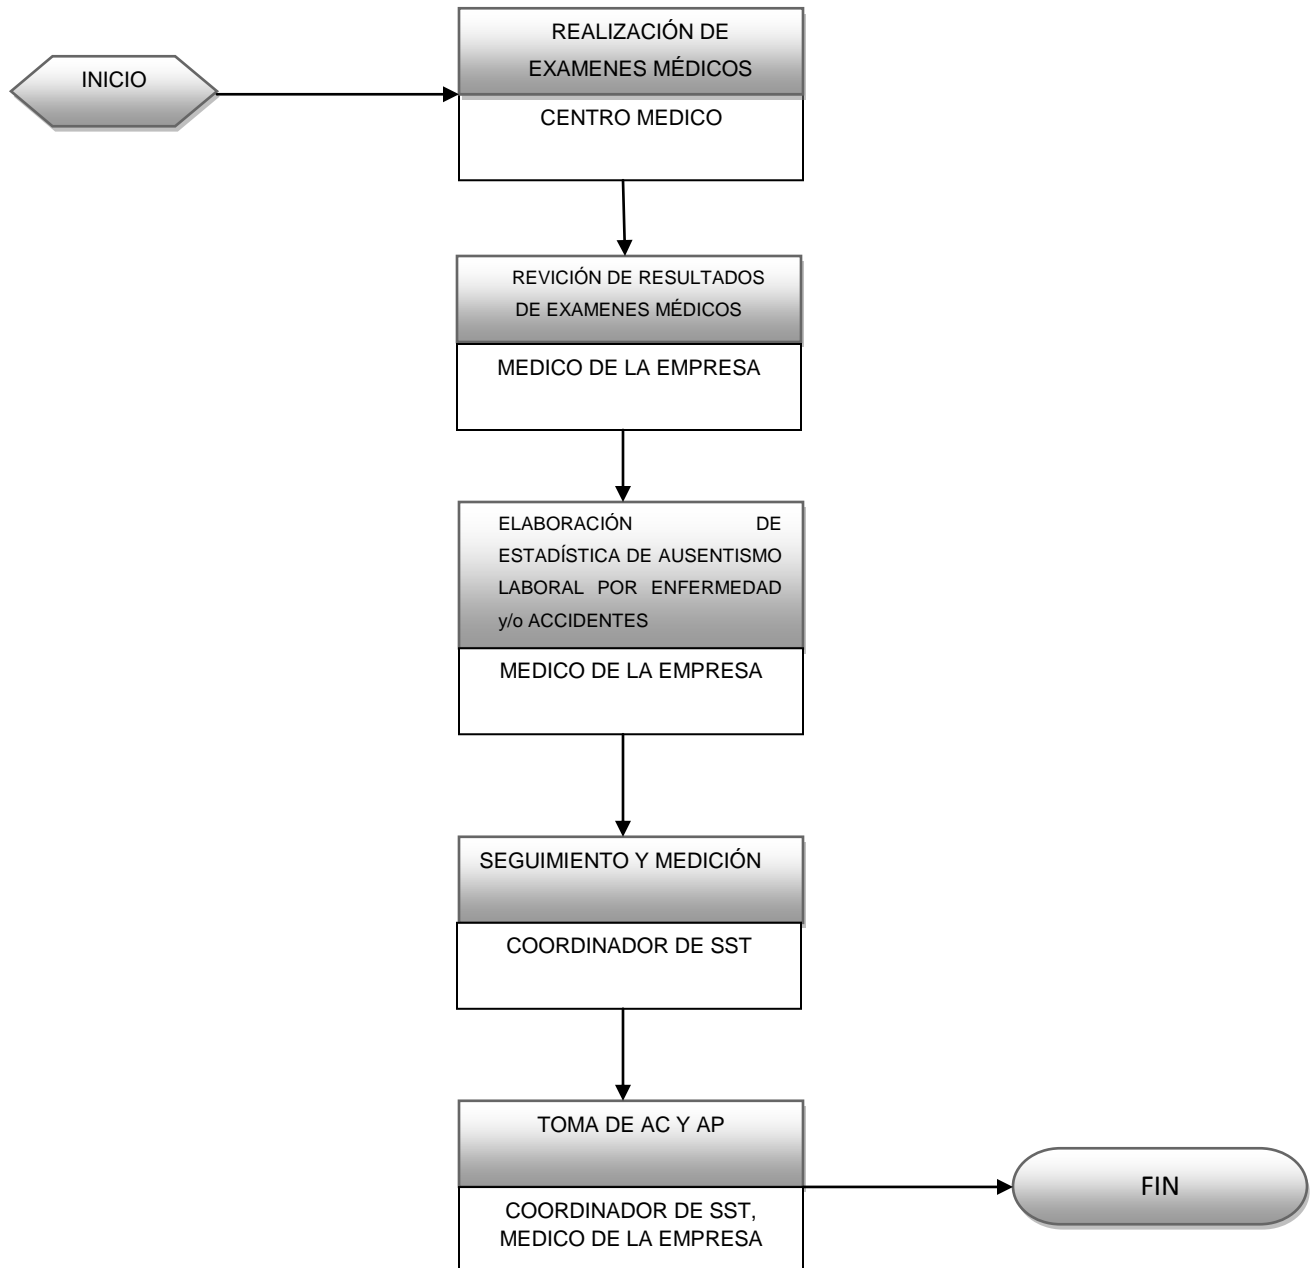 INICIO
REALIZACIÓN DE
EXAMENES MÉDICOS
CENTRO MEDICO
REVICIÓN DE RESULTADOS
DE EXAMENES MÉDICOS
MEDICO DE LA EMPRESA
ELABORACIÓN DE
ESTADÍSTICA DE AUSENTISMO
LABORAL POR ENFERMEDAD
y/o ACCIDENTES
MEDICO DE LA EMPRESA
SEGUIMIENTO Y MEDICIÓN
COORDINADOR DE SST
TOMA DE AC Y AP
COORDINADOR DE SST,
MEDICO DE LA EMPRESA
FIN